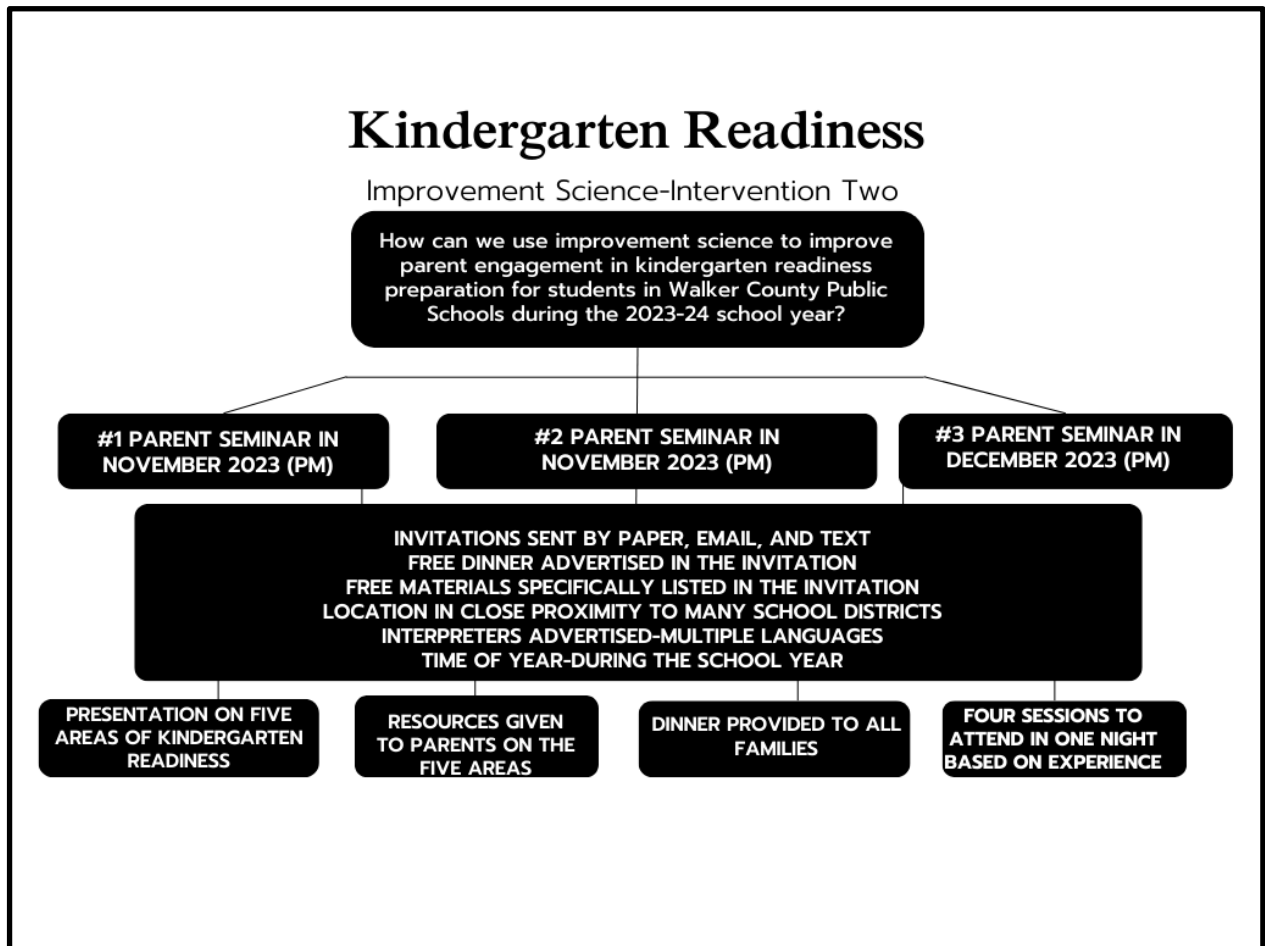 Kindergarten Readiness
Improvement Science-Intervention Two
How can we use improvement science to improve
parent engagement in kindergarten readiness
preparation for students in Walker County Public
Schools during the 2023-24 school year?
#1 PARENT SEMINAR IN
NOVEMBER 2023 (PM)
#2 PARENT SEMINAR IN
NOVEMBER 2023 (PM)
#3 PARENT SEMINAR IN
DECEMBER 2023 (PM)
INVITATIONS SENT BY PAPER, EMAIL, AND TEXT
FREE DINNER ADVERTISED IN THE INVITATION
FREE MATERIALS SPECIFICALLY LISTED IN THE INVITATION
LOCATION IN CLOSE PROXIMITY TO MANY SCHOOL DISTRICTS
INTERPRETERS ADVERTISED-MULTIPLE LANGUAGES
TIME OF YEAR-DURING THE SCHOOL YEAR
PRESENTATION ON FIVE
AREAS OF KINDERGARTEN
READINESS
RESOURCES GIVEN
TO PARENTS ON THE
FIVE AREAS
DINNER PROVIDED TO ALL
FAMILIES
FOUR SESSIONS TO
ATTEND IN ONE NIGHT
BASED ON EXPERIENCE